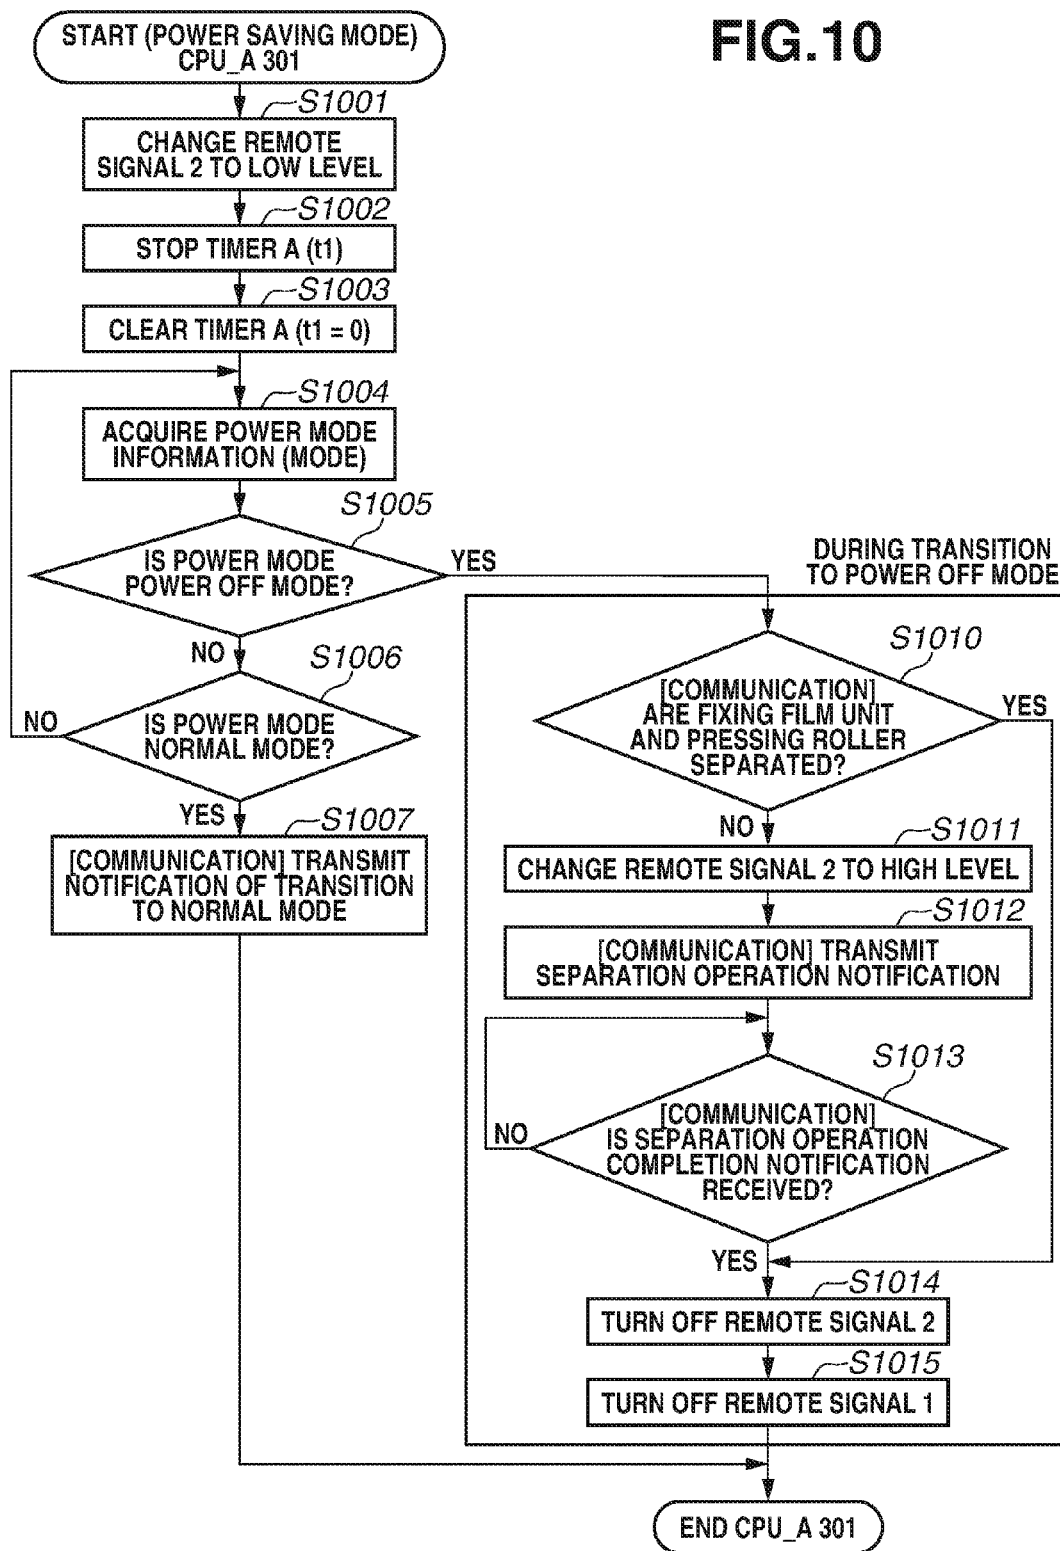 FIG.10
START (POWER SAVING MODE)
CPU_A 301
S1001
CHANGE REMOTE
SIGNAL 2 TO LOW LEVEL
S1002
STOP TIMER A (t1)
S1003
CLEAR TIMER A (t1 = 0)
S1004
ACQUIRE POWER MODE
INFORMATION (MODE)
S1005
IS POWER MODE
POWER OFF MODE?
YES
NO
S1006
IS POWER MODE
NORMAL MODE?
NO
YES
S1007
[COMMUNICATION] TRANSMIT
NOTIFICATION OF TRANSITION
TO NORMAL MODE
DURING TRANSITION
TO POWER OFF MODE
S1010
[COMMUNICATION]
ARE FIXING FILM UNIT
AND PRESSING ROLLER
SEPARATED?
YES
NO
S1011
CHANGE REMOTE SIGNAL 2 TO HIGH LEVEL
S1012
[COMMUNICATION] TRANSMIT
SEPARATION OPERATION NOTIFICATION
S1013
[COMMUNICATION]
IS SEPARATION OPERATION
COMPLETION NOTIFICATION
RECEIVED?
NO
YES
S1014
TURN OFF REMOTE SIGNAL 2
S1015
TURN OFF REMOTE SIGNAL 1
END CPU_A 301